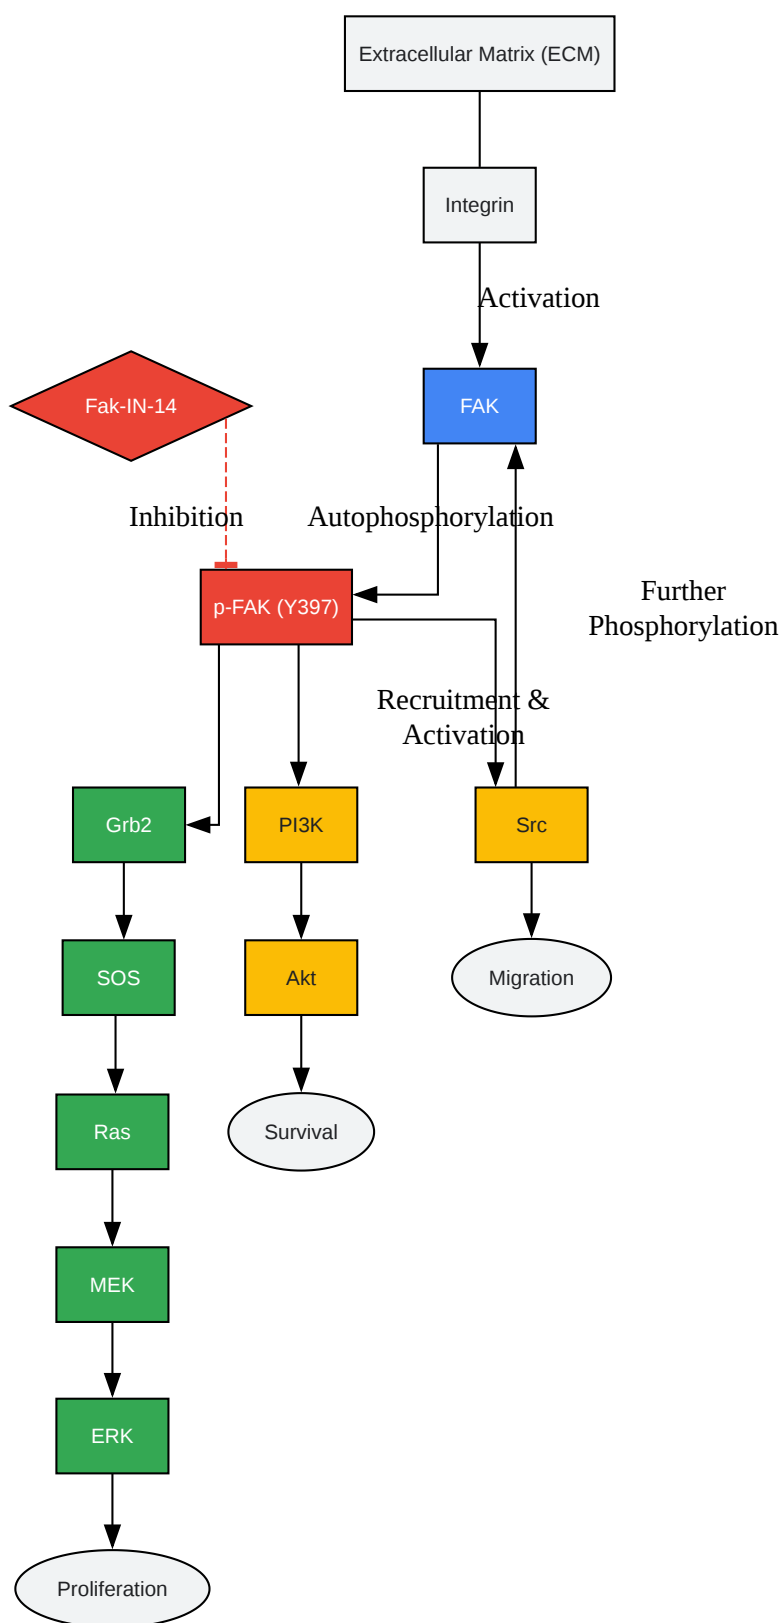 Extracellular Matrix (ECM)
Integrin
Activation
Fak-IN-14
FAK
Inhibition
Autophosphorylation
Further
Phosphorylation
p-FAK (Y397)
Recruitment &
Activation
Grb2
PI3K
Src
SOS
Akt
Migration
Ras
Survival
MEK
ERK
Proliferation